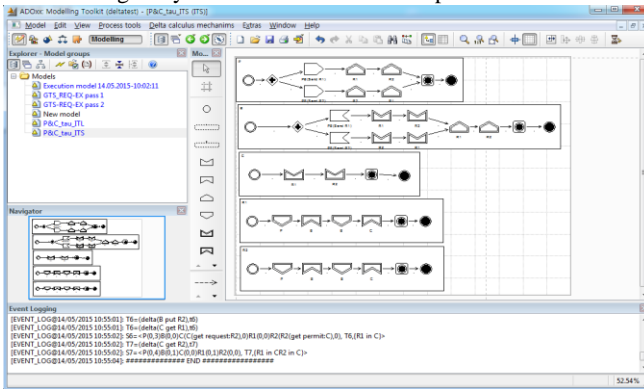 ADOxx: Modelling Toolkit (deltatest) - [P&C_tau_ITS (ITS)]
Model Edit View Process tools Delta calculus mechanims Extras Window Help
Modelling
Explorer - Model groups
Mo...
Models
Execution model 14.05.2015-10:02:11
GTS_REQ-EX pass 1
GTS-REQ-EX pass 2
New model
P&C_tau_ITL
P&C_tau_ITS
Navigator
Event Logging
[EVENT_LOG@14/05/2015 10:55:01]: T6=(delta(B put R2),t6)
[EVENT_LOG@14/05/2015 10:55:01]: T6=(delta(C get R1),t6)
[EVENT_LOG@14/05/2015 10:55:02]: S6=<P(0,3)B(0,0)C(C(get request:R2),0)R1(0,0)R2(R2(get permit:C),0), T6,(R1 in C)>
[EVENT_LOG@14/05/2015 10:55:02]: T7=(delta(C get R2),t7)
[EVENT_LOG@14/05/2015 10:55:02]: S7=<P(0,4)B(0,1)C(0,0)R1(0,1)R2(0,0), T7,(R1 in CR2 in C)>
[EVENT_LOG@14/05/2015 10:55:04]: ############## END #################
52.54%